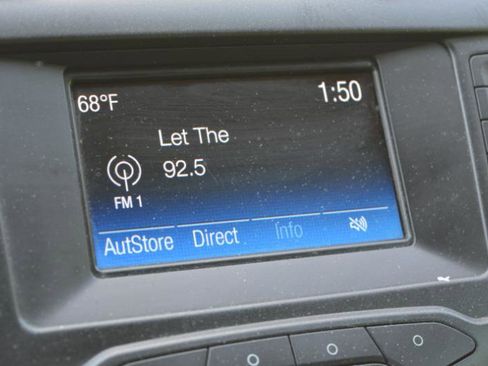 68°F 1:50
Let The
92.5
FM 1
AutStore Direct Info